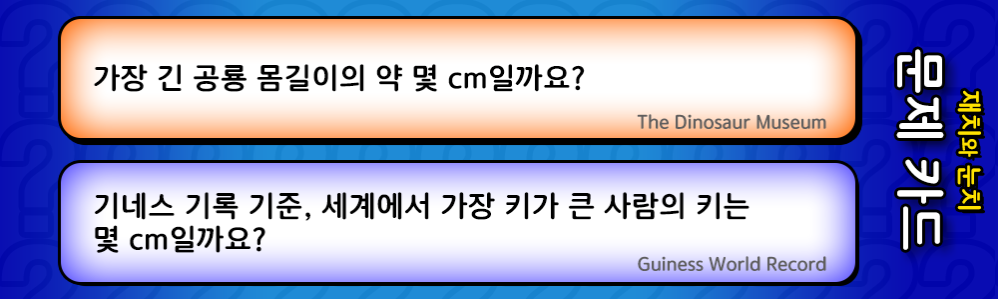 가장 긴 공룡 몸길이의 약 몇 cm일까요?
The Dinosaur Museum
기네스 기록 기준, 세계에서 가장 키가 큰 사람의 키는
몇 cm일까요?
Guiness World Record
재치와 눈치
문제 카드